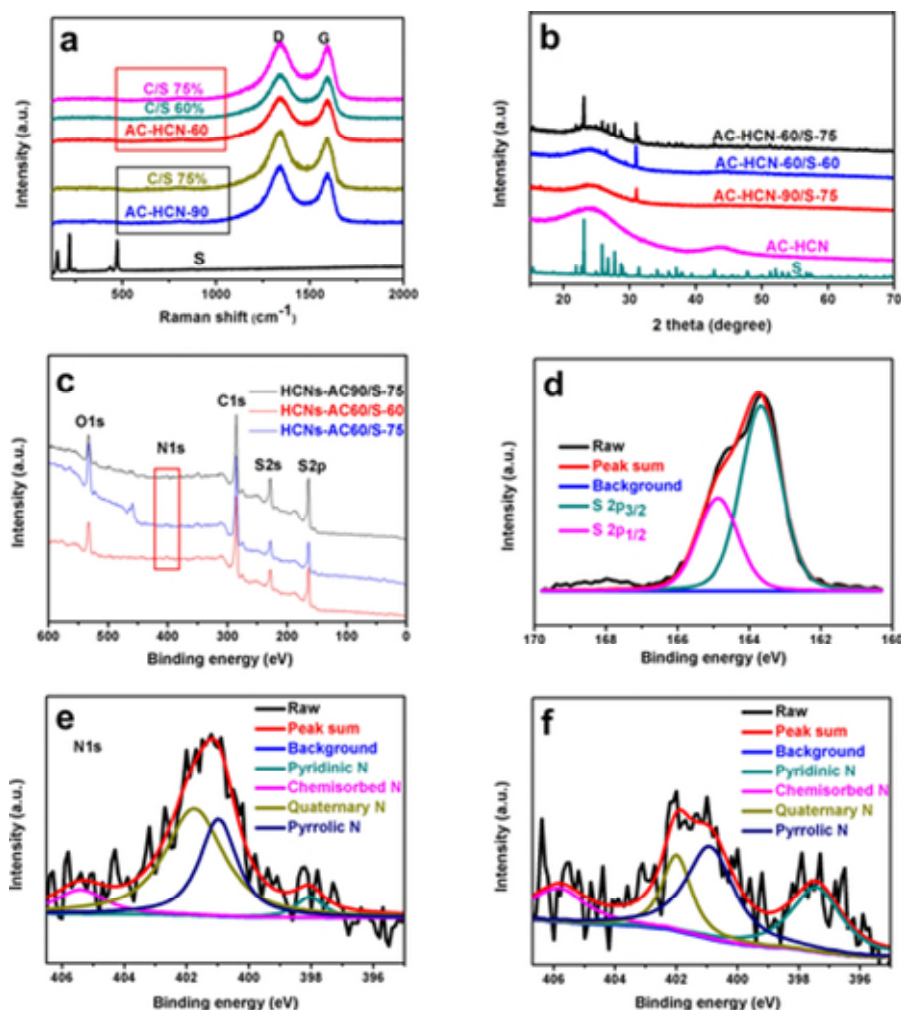 a
D
G
C/S 75%
C/S 60%
AC-HCN-60
C/S 75%
AC-HCN-90
S
500
1000
1500
2000
Raman shift (cm-1)
Intensity (a.u.)
b
AC-HCN-60/S-75
AC-HCN-60/S-60
AC-HCN-90/S-75
AC-HCN
S
20
30
40
50
60
70
2 theta (degree)
Intensity (a.u)
c
HCNs-AC90/S-75
HCNs-AC60/S-60
HCNs-AC60/S-75
O1s
N1s
C1s
S2s
S2p
600
500
400
300
200
100
0
Binding energy (eV)
Intensity (a.u.)
d
Raw
Peak sum
Background
S 2p3/2
S 2p1/2
170
168
166
164
162
160
Binding energy (eV)
Intensity (a.u.)
e
N1s
Raw
Peak sum
Background
Pyridinic N
Chemisorbed N
Quaternary N
Pyrrolic N
406
404
402
400
398
396
Binding energy (eV)
Intensity (a.u.)
f
Raw
Peak sum
Background
Pyridinic N
Chemisorbed N
Quaternary N
Pyrrolic N
406
404
402
400
398
396
Binding energy (eV)
Intensity (a.u.)